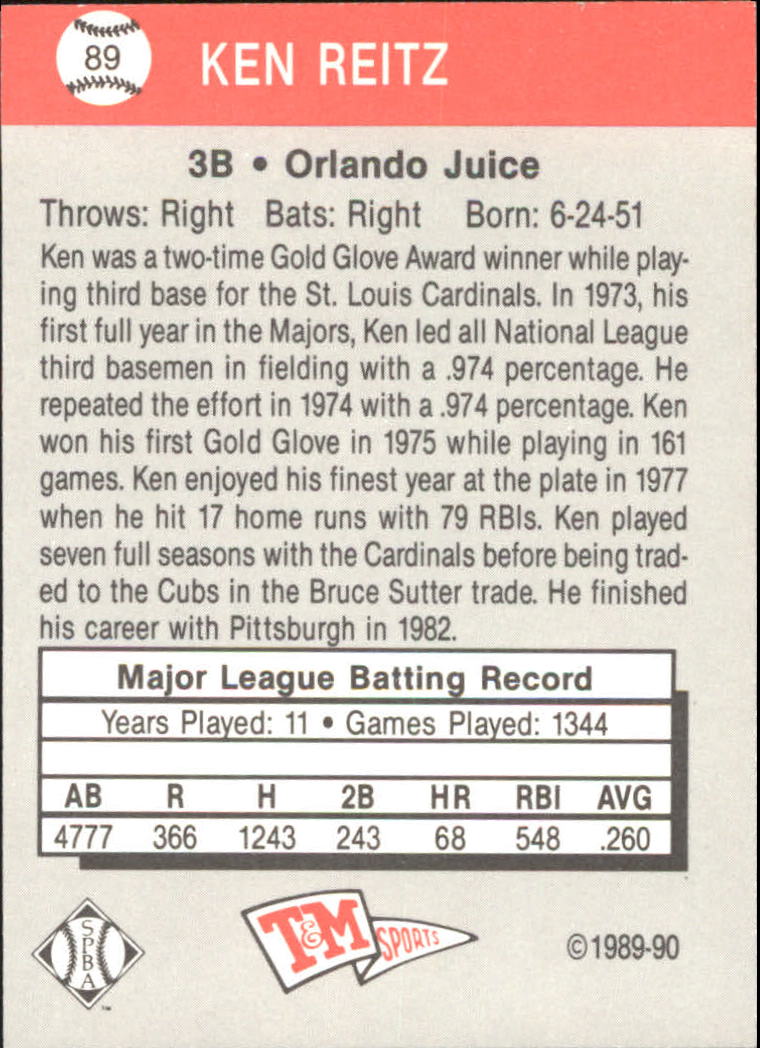 89
KEN REITZ
3B • Orlando Juice
Throws: Right Bats: Right Born: 6-24-51
Ken was a two-time Gold Glove Award winner while play-
ing third base for the St. Louis Cardinals. In 1973, his
first full year in the Majors, Ken led all National League
third basemen in fielding with a .974 percentage. He
repeated the effort in 1974 with a .974 percentage. Ken
won his first Gold Glove in 1975 while playing in 161
games. Ken enjoyed his finest year at the plate in 1977
when he hit 17 home runs with 79 RBIs. Ken played
seven full seasons with the Cardinals before being trad-
ed to the Cubs in the Bruce Sutter trade. He finished
his career with Pittsburgh in 1982.
Major League Batting Record
Years Played: 11 • Games Played: 1344
AB R H 2B HR RBI AVG
4777 366 1243 243 68 548 .260
SPBA
™
T&M SPORTS
©1989-90